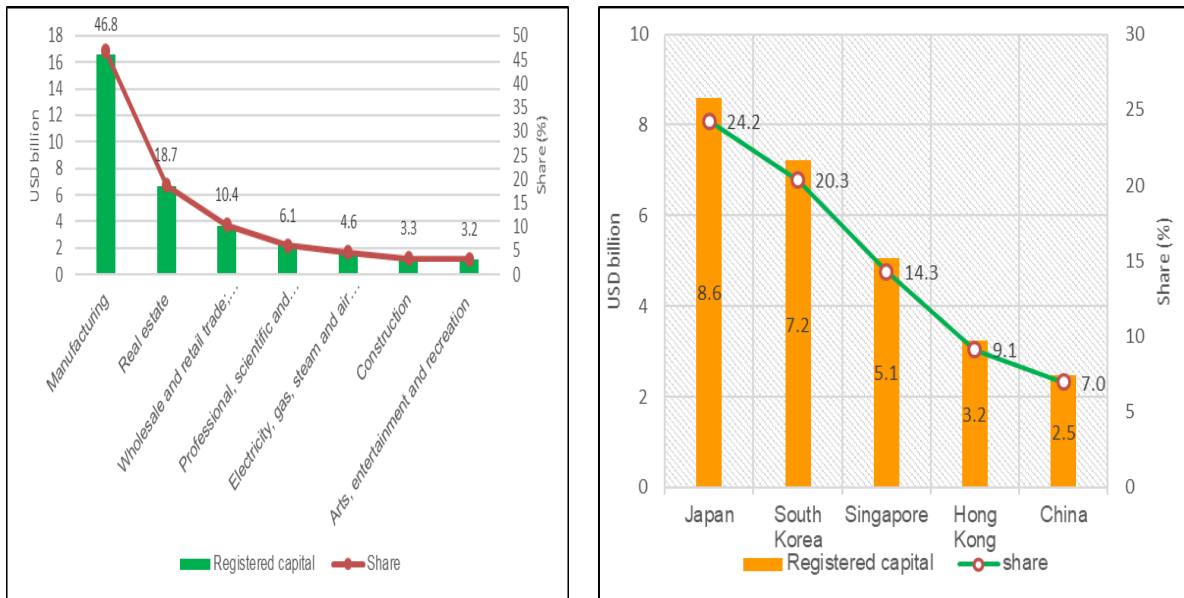 46.8
18.7
10.4
6.1
4.6
3.3
3.2
18
16
14
12
10
8
6
4
2
0
USD billion
50
45
40
35
30
25
20
15
10
5
0
Share (%)
Manufacturing
Real estate
Wholesale and retail trade;...
Professional, scientific and...
Electricity, gas, steam and air...
Construction
Arts, entertainment and recreation
Registered capital
Share
10
8
6
4
2
0
USD billion
24.2
20.3
14.3
9.1
7.0
8.6
7.2
5.1
3.2
2.5
30
25
20
15
10
5
0
Share (%)
Japan
South
Korea
Singapore
Hong
Kong
China
Registered capital
share